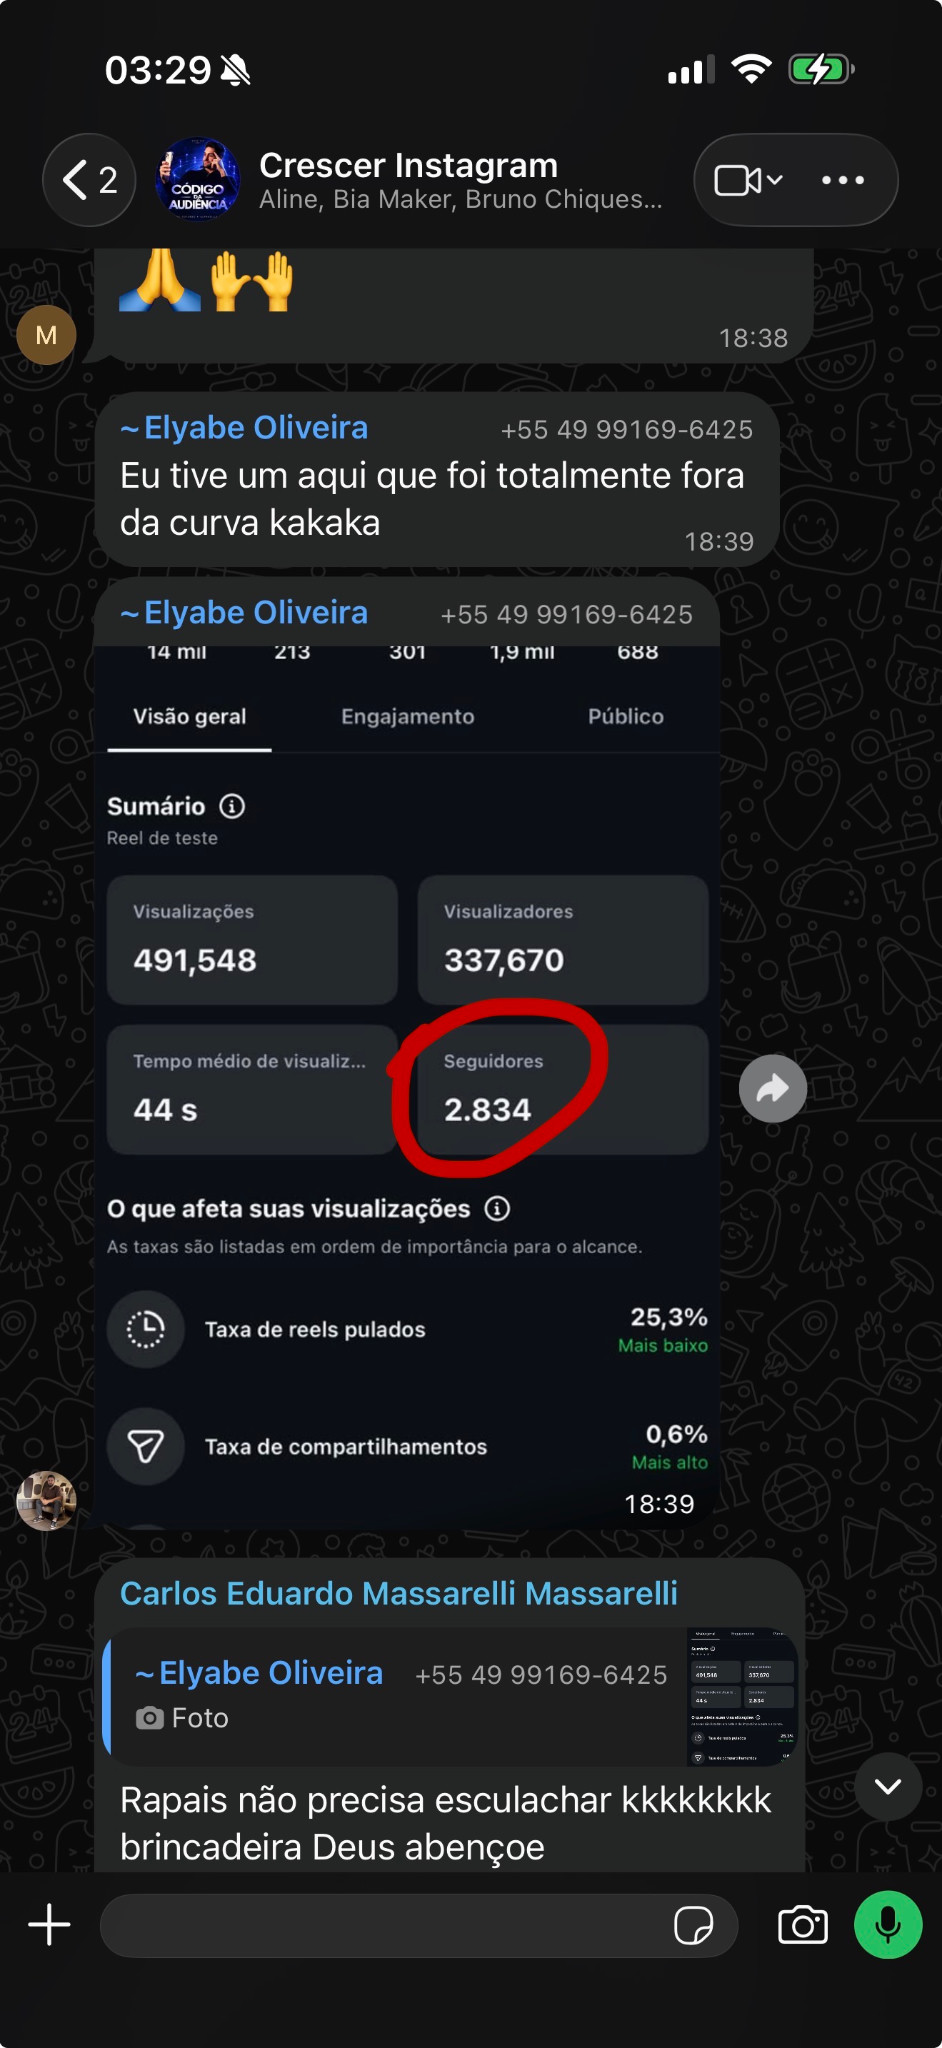 03:29
2
CÓDIGO
DA
AUDIÊNCIA
Crescer Instagram
Aline, Bia Maker, Bruno Chiques...
M
18:38
~Elyabe Oliveira +55 49 99169-6425
Eu tive um aqui que foi totalmente fora
da curva kakaka
18:39
~Elyabe Oliveira +55 49 99169-6425
14 mil 213 301 1,9 mil 688
Visão geral Engajamento Público
Sumário
Reel de teste
Visualizações Visualizadores
491,548 337,670
Tempo médio de visualiz... Seguidores
44 s 2.834
O que afeta suas visualizações
As taxas são listadas em ordem de importância para o alcance.
Taxa de reels pulados 25,3%
Mais baixo
Taxa de compartilhamentos 0,6%
Mais alto
18:39
Carlos Eduardo Massarelli Massarelli
~Elyabe Oliveira +55 49 99169-6425
Foto
Rapais não precisa esculachar kkkkkkkk
brincadeira Deus abençoe